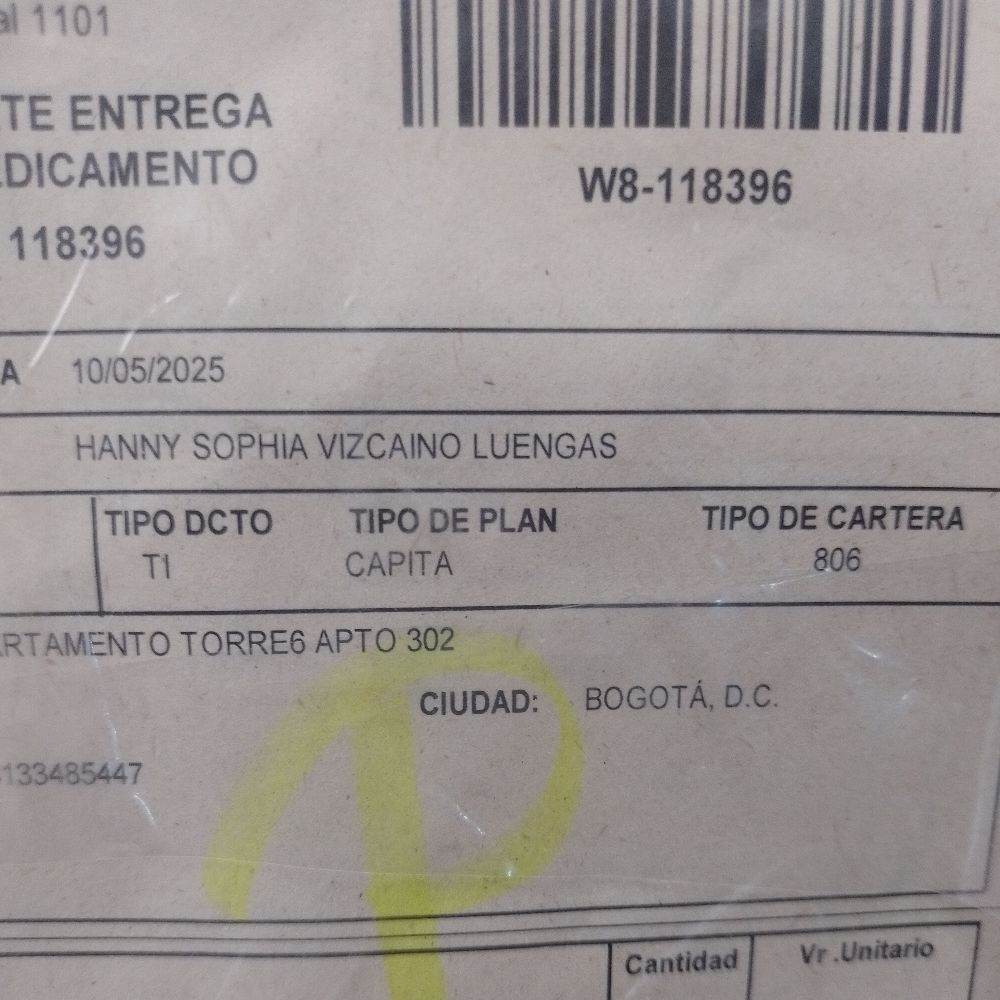 al 1101
TE ENTREGA
DICAMENTO
118396
W8-118396
A 10/05/2025
HANNY SOPHIA VIZCAINO LUENGAS
TIPO DCTO TIPO DE PLAN TIPO DE CARTERA
TI CAPITA 806
RTAMENTO TORRE6 APTO 302
CIUDAD: BOGOTÁ, D.C.
133485447
P
Cantidad Vr .Unitario